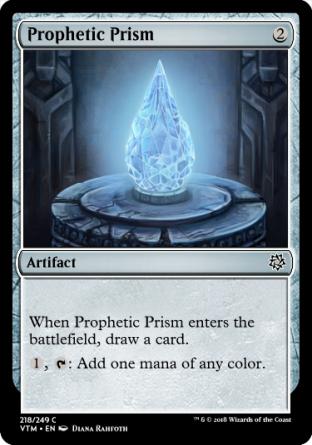 Prophetic Prism 2
Artifact
When Prophetic Prism enters the
battlefield, draw a card.
1, : Add one mana of any color.
218/249 C
VTM • EN DIANA RAHFOTH
™ & © 2018 Wizards of the Coast